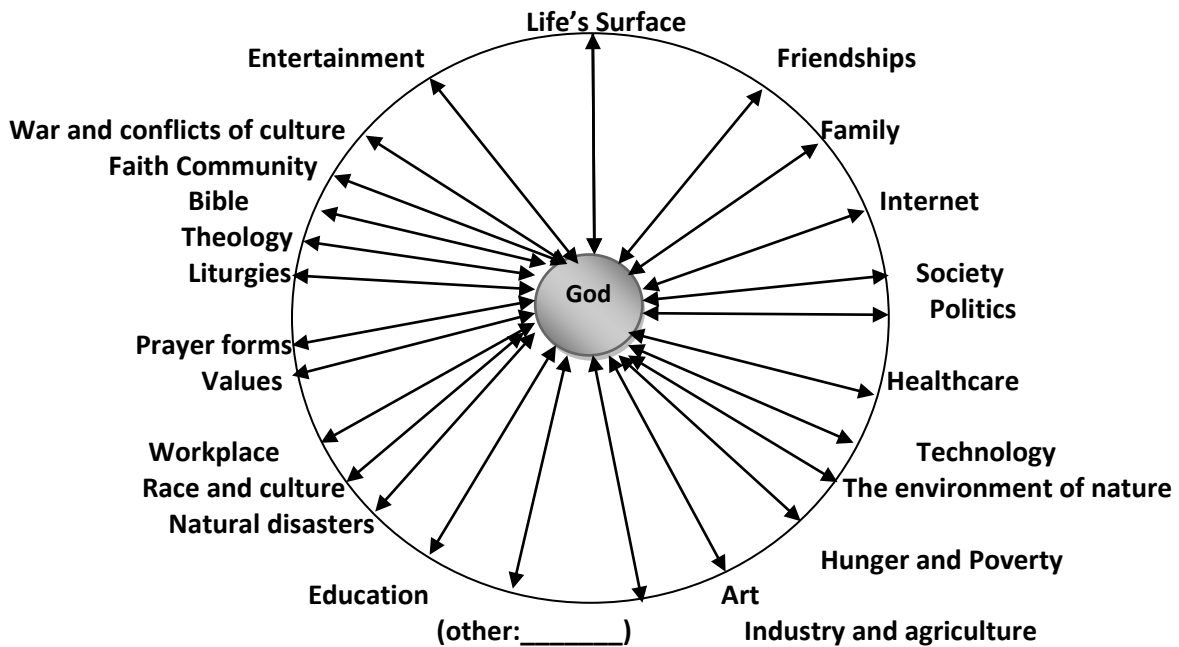 Life’s Surface
Entertainment
Friendships
War and conflicts of culture
Family
Faith Community
Bible
Internet
Theology
Liturgies
Society
God
Politics
Prayer forms
Values
Healthcare
Workplace
Technology
Race and culture
The environment of nature
Natural disasters
Hunger and Poverty
Education
Art
(other:_______)
Industry and agriculture